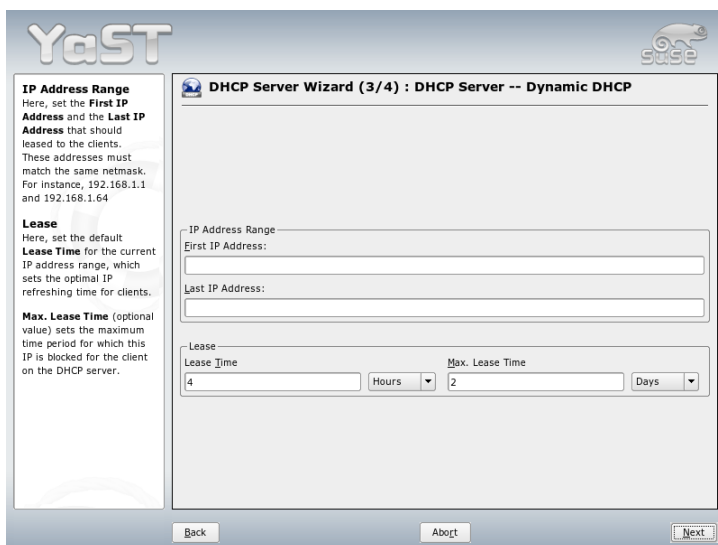 YaST
suse
IP Address Range
Here, set the First IP
Address and the Last IP
Address that should
leased to the clients.
These addresses must
match the same netmask.
For instance, 192.168.1.1
and 192.168.1.64
Lease
Here, set the default
Lease Time for the current
IP address range, which
sets the optimal IP
refreshing time for clients.
Max. Lease Time (optional
value) sets the maximum
time period for which this
IP is blocked for the client
on the DHCP server.
DHCP Server Wizard (3/4) : DHCP Server -- Dynamic DHCP
IP Address Range
First IP Address:
Last IP Address:
Lease
Lease Time
Max. Lease Time
4 Hours 2 Days
Back Abort Next